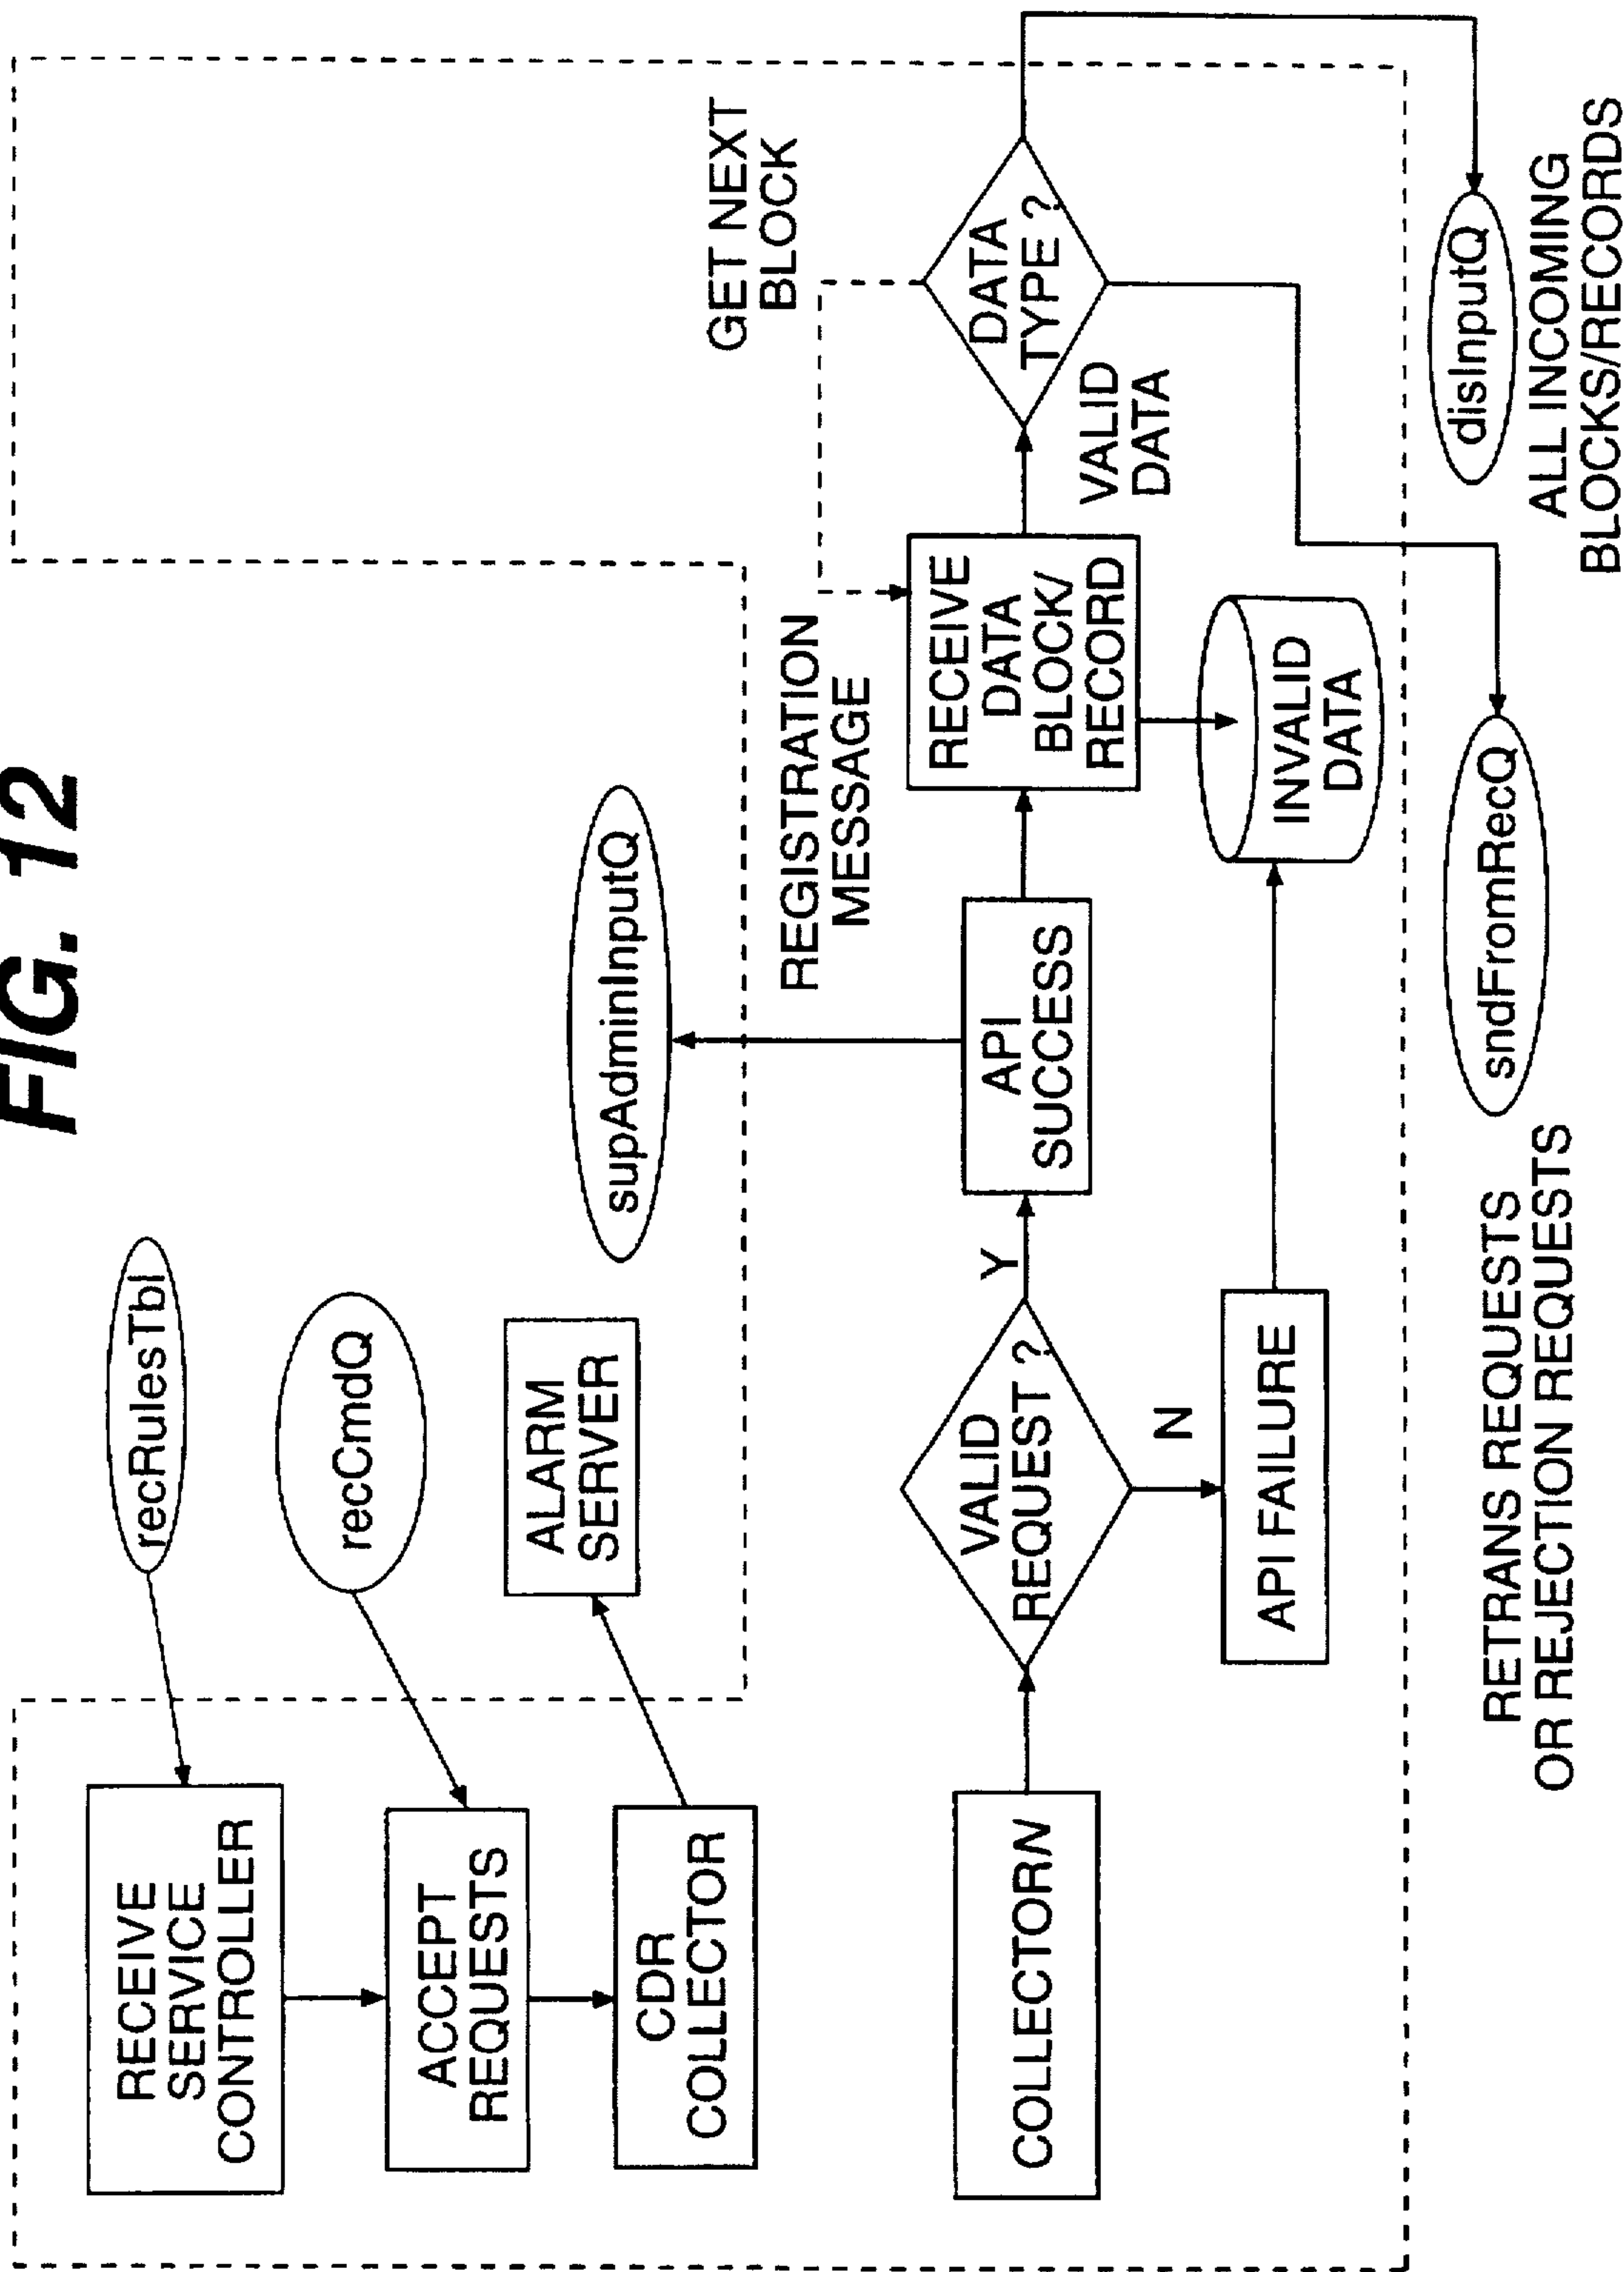 FIG. 12
recRulesTbl
RECEIVE
SERVICE
CONTROLLER
recCmdQ
ACCEPT
REQUESTS
ALARM
SERVER
CDR
COLLECTOR
supAdminInputQ
REGISTRATION
MESSAGE
GET NEXT
BLOCK
COLLECTORN
VALID
REQUEST ?
Y
N
API
SUCCESS
API FAILURE
RECEIVE
DATA
BLOCK/
RECORD
VALID
DATA
DATA
TYPE ?
INVALID
DATA
RETRANS REQUESTS
OR REJECTION REQUESTS
sndFromRecQ
disInputQ
ALL INCOMING
BLOCKS/RECORDS